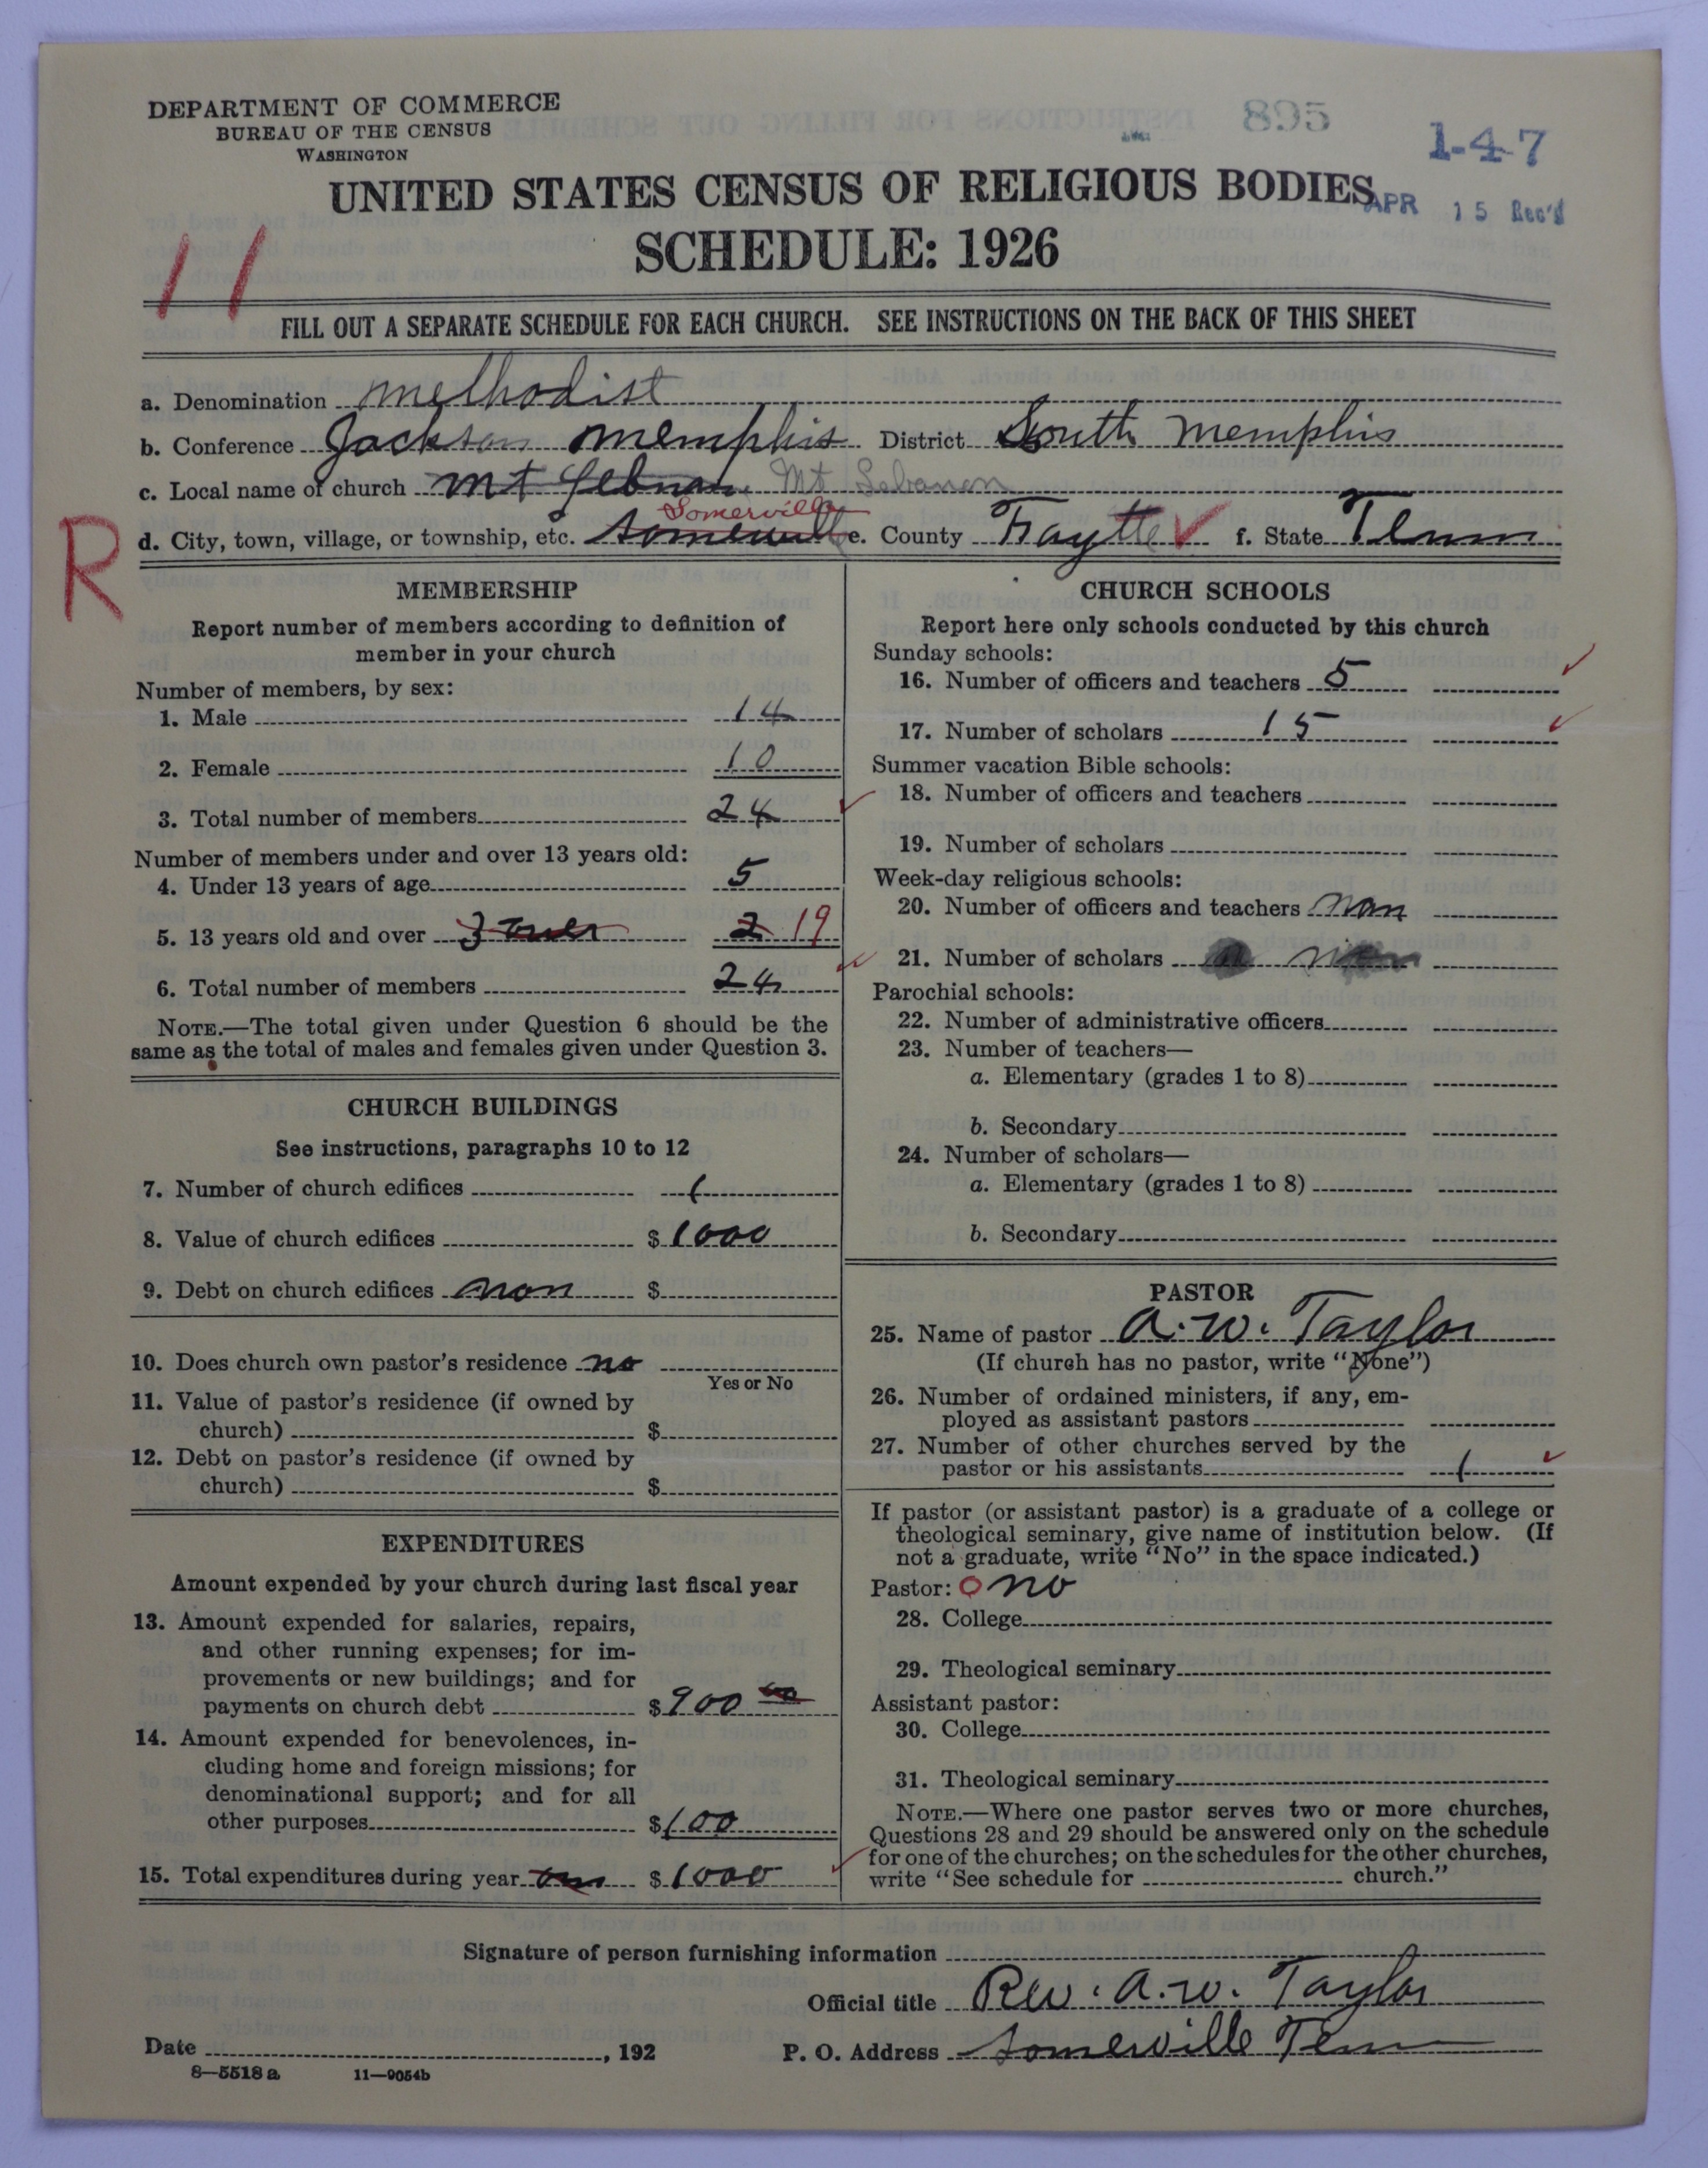 DEPARTMENT OF COMMERCE
BUREAU OF THE CENSUS
WASHINGTON
895
1-4-7
UNITED STATES CENSUS OF RELIGIOUS BODIES
APR 15 Rec'd
SCHEDULE: 1926
11
FILL OUT A SEPARATE SCHEDULE FOR EACH CHURCH. SEE INSTRUCTIONS ON THE BACK OF THIS SHEET
a. Denomination methodist
b. Conference Jackson memphis District South memphis
c. Local name of church mt Lebnan Mt Lebanon
Somerville
d. City, town, village, or township, etc. Somerville e. County Fraytte f. State Tenn
R
MEMBERSHIP
Report number of members according to definition of
member in your church
Number of members, by sex:
1. Male 14
2. Female 10
3. Total number of members 24
Number of members under and over 13 years old:
4. Under 13 years of age 5
5. 13 years old and over 2 19
6. Total number of members 24
NOTE.—The total given under Question 6 should be the
same as the total of males and females given under Question 3.
CHURCH BUILDINGS
See instructions, paragraphs 10 to 12
7. Number of church edifices 1
8. Value of church edifices $ 1000
9. Debt on church edifices non $
10. Does church own pastor's residence no
Yes or No
11. Value of pastor's residence (if owned by
church) $
12. Debt on pastor's residence (if owned by
church) $
EXPENDITURES
Amount expended by your church during last fiscal year
13. Amount expended for salaries, repairs,
and other running expenses; for im-
provements or new buildings; and for
payments on church debt $ 900 00
14. Amount expended for benevolences, in-
cluding home and foreign missions; for
denominational support; and for all
other purposes $ 100
15. Total expenditures during year $ 1000
CHURCH SCHOOLS
Report here only schools conducted by this church
Sunday schools:
16. Number of officers and teachers 5
17. Number of scholars 15
Summer vacation Bible schools:
18. Number of officers and teachers
19. Number of scholars
Week-day religious schools:
20. Number of officers and teachers non
21. Number of scholars non
Parochial schools:
22. Number of administrative officers
23. Number of teachers—
a. Elementary (grades 1 to 8)
b. Secondary
24. Number of scholars—
a. Elementary (grades 1 to 8)
b. Secondary
PASTOR
25. Name of pastor A. W. Taylor
(If church has no pastor, write "None")
26. Number of ordained ministers, if any, em-
ployed as assistant pastors
27. Number of other churches served by the
pastor or his assistants 1
If pastor (or assistant pastor) is a graduate of a college or
theological seminary, give name of institution below. (If
not a graduate, write "No" in the space indicated.)
Pastor: O no
28. College
29. Theological seminary
Assistant pastor:
30. College
31. Theological seminary
NOTE.—Where one pastor serves two or more churches,
Questions 28 and 29 should be answered only on the schedule
for one of the churches; on the schedules for the other churches,
write "See schedule for church."
Signature of person furnishing information
Official title Rev. A. W. Taylor
Date , 192 P. O. Address Somerville Tenn
8—5518 a 11—9054b